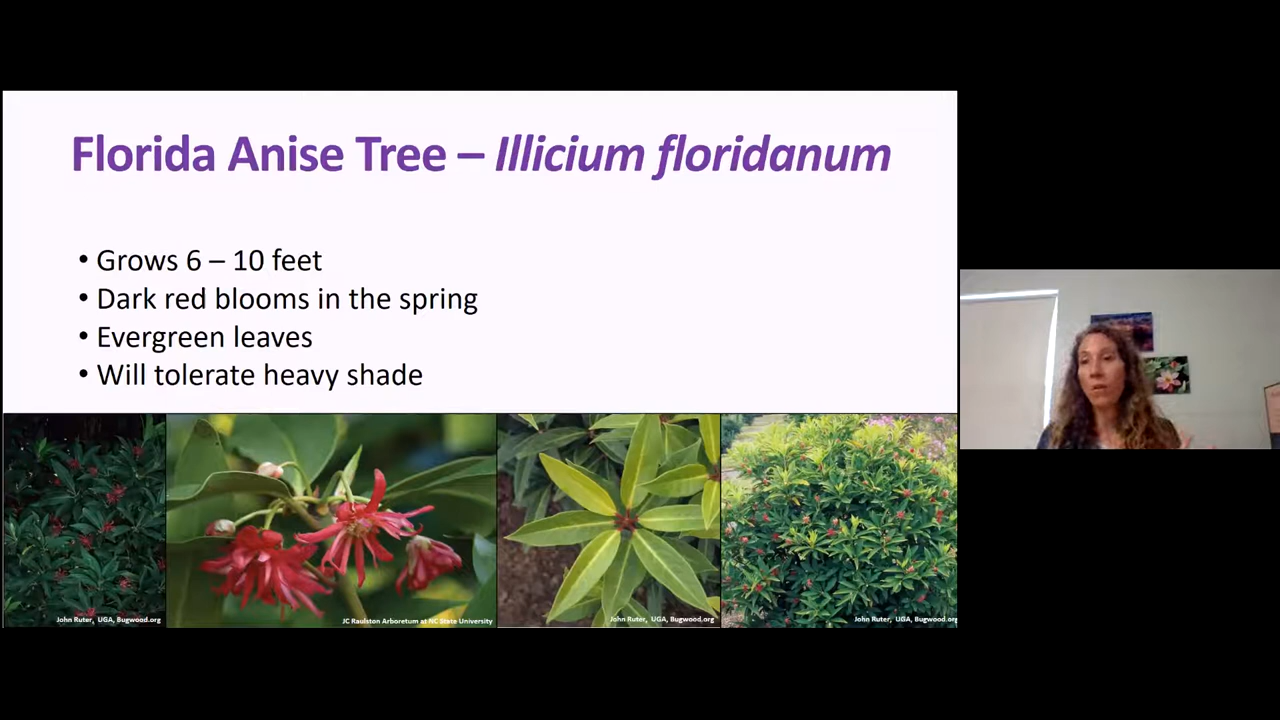 Florida Anise Tree – Illicium floridanum
• Grows 6 – 10 feet
• Dark red blooms in the spring
• Evergreen leaves
• Will tolerate heavy shade
John Ruter, UGA, Bugwood.org
JC Raulston Arboretum at NC State University
John Ruter, UGA, Bugwood.org
John Ruter, UGA, Bugwood.org